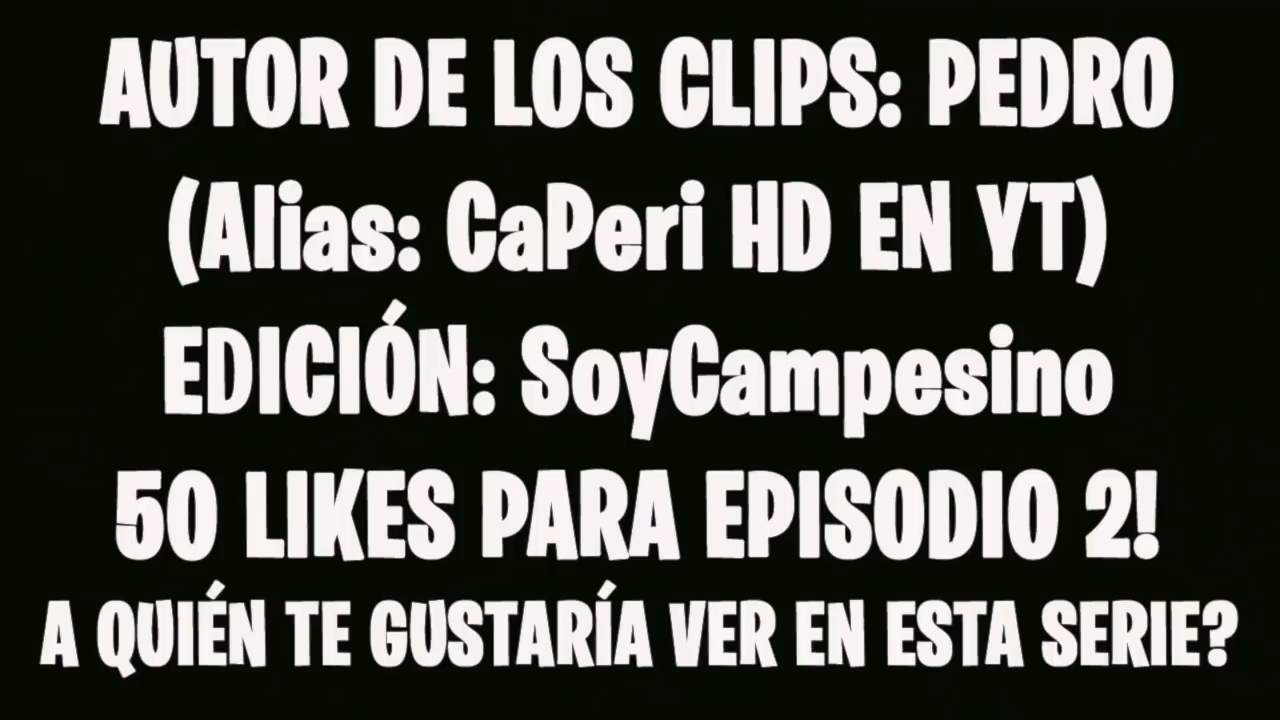 AUTOR DE LOS CLIPS: PEDRO
(Alias: CaPeri HD EN YT)
EDICIÓN: SoyCampesino
50 LIKES PARA EPISODIO 2!
A QUIÉN TE GUSTARÍA VER EN ESTA SERIE?